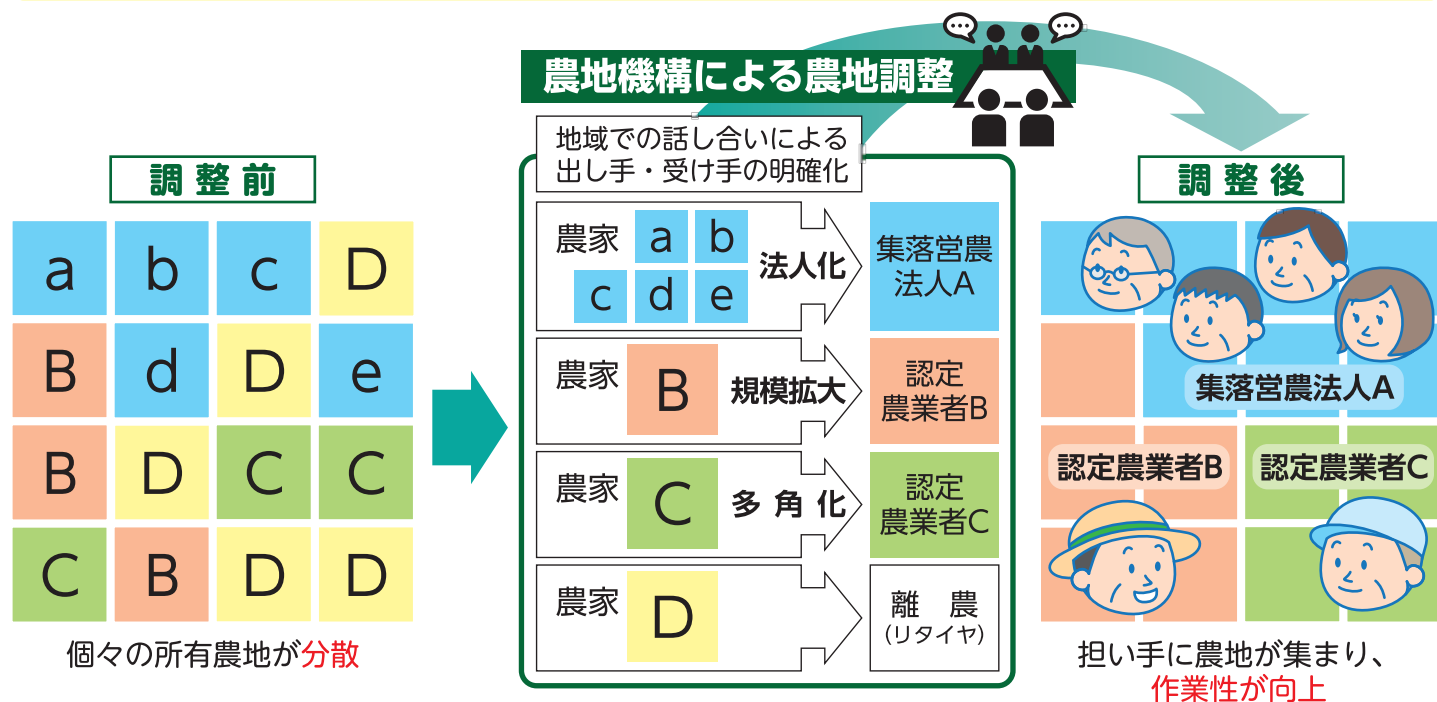 農地機構による農地調整
地域での話し合いによる
出し手・受け手の明確化
調整前
a b c D
B d D e
B D C C
C B D D
個々の所有農地が分散
農家 a b
c d e
法人化
集落営農
法人A
農家 B 規模拡大
認定
農業者B
農家 C 多角化
認定
農業者C
農家 D
離農
(リタイヤ)
調整後
集落営農法人A
認定農業者B
認定農業者C
担い手に農地が集まり、
作業性が向上